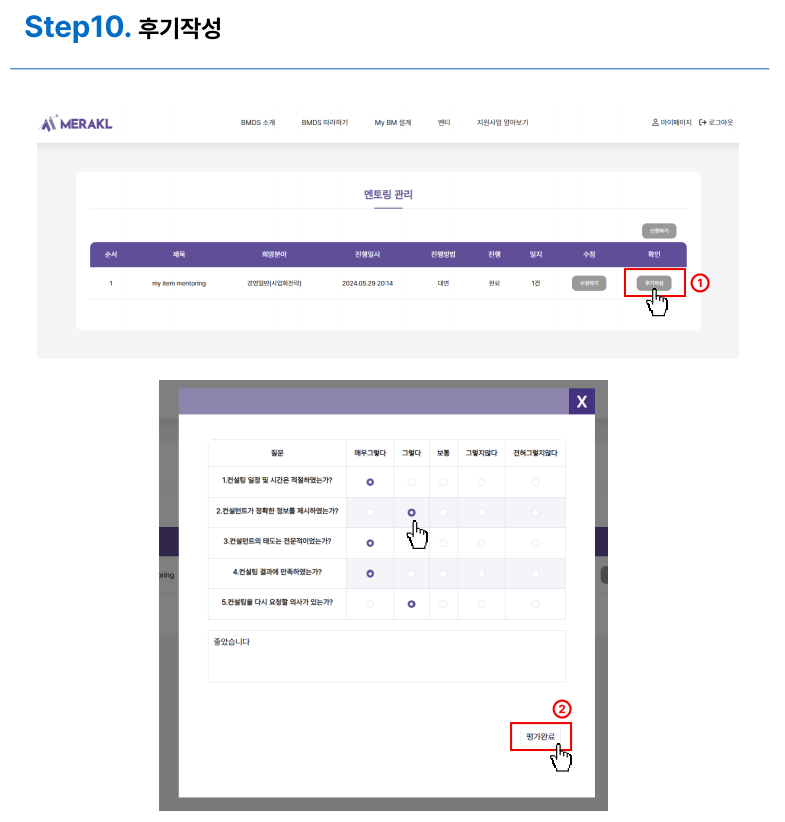 Step10. 후기작성
MERAKL
BMDS 소개 BMDS 따라하기 My BM 설계 멘티 지원사업 알아보기 마이페이지 로그아웃
멘토링 관리
신청하기
순서 제목 희망분야 진행일시 진행방법 진행 일지 수정 확인
1 my item mentoring 경영일반(사업화전략) 2024.05.29 20:14 대면 완료 1건 수정하기 후기작성
1
X
질문 매우그렇다 그렇다 보통 그렇지않다 전혀그렇지않다
1.컨설팅 일정 및 시간은 적절하였는가?
2.컨설턴트가 정확한 정보를 제시하였는가?
3.컨설턴트의 태도는 전문적이었는가?
oring
4.컨설팅 결과에 만족하였는가?
5.컨설팅을 다시 요청할 의사가 있는가?
좋았습니다
2
평가완료